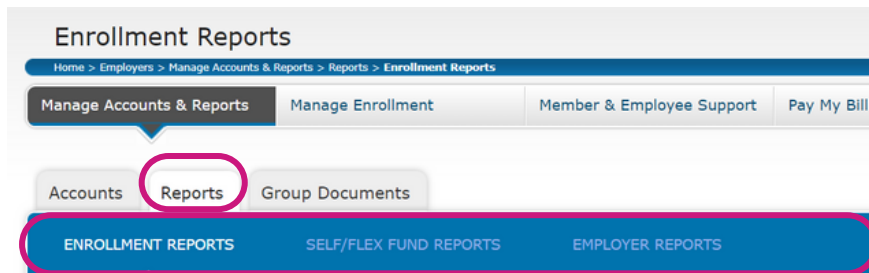 Enrollment Reports
Home > Employers > Manage Accounts & Reports > Reports > Enrollment Reports
Manage Accounts & Reports Manage Enrollment Member & Employee Support Pay My Bill
Accounts Reports Group Documents
ENROLLMENT REPORTS SELF/FLEX FUND REPORTS EMPLOYER REPORTS